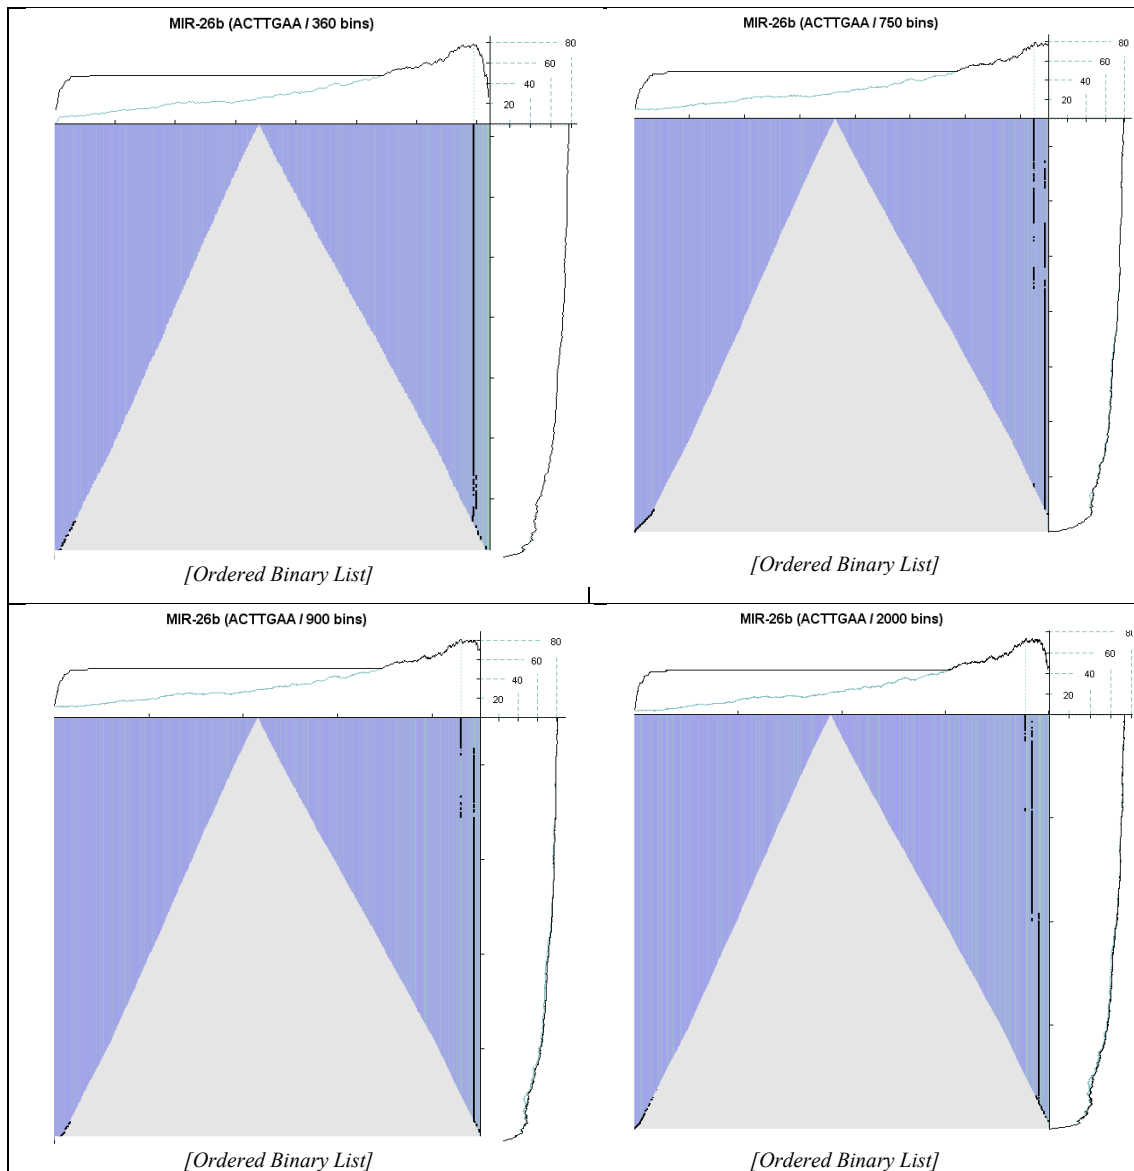 MIR-26b (ACTTGAA / 360 bins)
80
60
40
20
[Ordered Binary List]
MIR-26b (ACTTGAA / 750 bins)
80
60
40
20
[Ordered Binary List]
MIR-26b (ACTTGAA / 900 bins)
80
60
40
20
[Ordered Binary List]
MIR-26b (ACTTGAA / 2000 bins)
80
60
40
20
[Ordered Binary List]